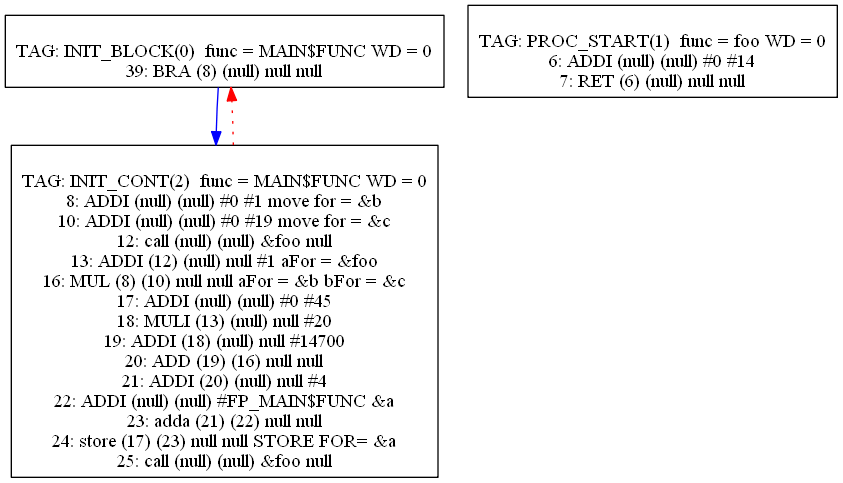 TAG: INIT_BLOCK(0) func = MAIN$FUNC WD = 0
39: BRA (8) (null) null null
TAG: PROC_START(1) func = foo WD = 0
6: ADDI (null) (null) #0 #14
7: RET (6) (null) null null
TAG: INIT_CONT(2) func = MAIN$FUNC WD = 0
8: ADDI (null) (null) #0 #1 move for = &b
10: ADDI (null) (null) #0 #19 move for = &c
12: call (null) (null) &foo null
13: ADDI (12) (null) null #1 aFor = &foo
16: MUL (8) (10) null null aFor = &b bFor = &c
17: ADDI (null) (null) #0 #45
18: MULI (13) (null) null #20
19: ADDI (18) (null) null #14700
20: ADD (19) (16) null null
21: ADDI (20) (null) null #4
22: ADDI (null) (null) #FP_MAIN$FUNC &a
23: adda (21) (22) null null
24: store (17) (23) null null STORE FOR= &a
25: call (null) (null) &foo null